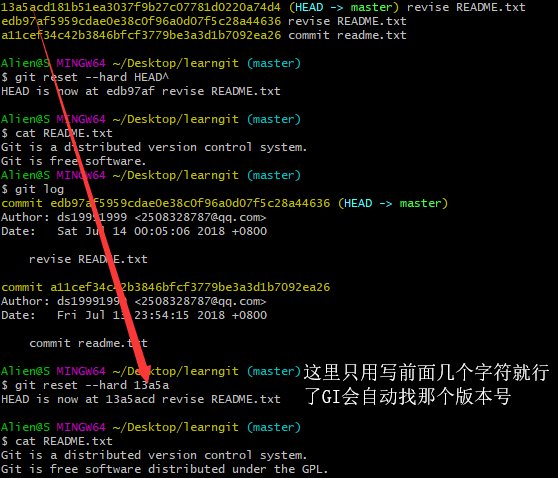 13a5acd181b51ea3037f9b27c07781d0220a74d4 (HEAD -> master) revise README.txt
edb97af5959cdae0e38c0f96a0d07f5c28a44636 revise README.txt
a11cef34c42b3846bfcf3779be3a3d1b7092ea26 commit readme.txt
Alien@S MINGW64 ~/Desktop/learngit (master)
$ git reset --hard HEAD^
HEAD is now at edb97af revise README.txt
Alien@S MINGW64 ~/Desktop/learngit (master)
$ cat README.txt
Git is a distributed version control system.
Git is free software.
Alien@S MINGW64 ~/Desktop/learngit (master)
$ git log
commit edb97af5959cdae0e38c0f96a0d07f5c28a44636 (HEAD -> master)
Author: ds19991999 <2508328787@qq.com>
Date:   Sat Jul 14 00:05:06 2018 +0800
    revise README.txt
commit a11cef34c42b3846bfcf3779be3a3d1b7092ea26
Author: ds19991999 <2508328787@qq.com>
Date:   Fri Jul 13 23:54:15 2018 +0800
    commit readme.txt
Alien@S MINGW64 ~/Desktop/learngit (master)
$ git reset --hard 13a5a
HEAD is now at 13a5acd revise README.txt
这里只用写前面几个字符就行
了GI会自动找那个版本号
Alien@S MINGW64 ~/Desktop/learngit (master)
$ cat README.txt
Git is a distributed version control system.
Git is free software distributed under the GPL.